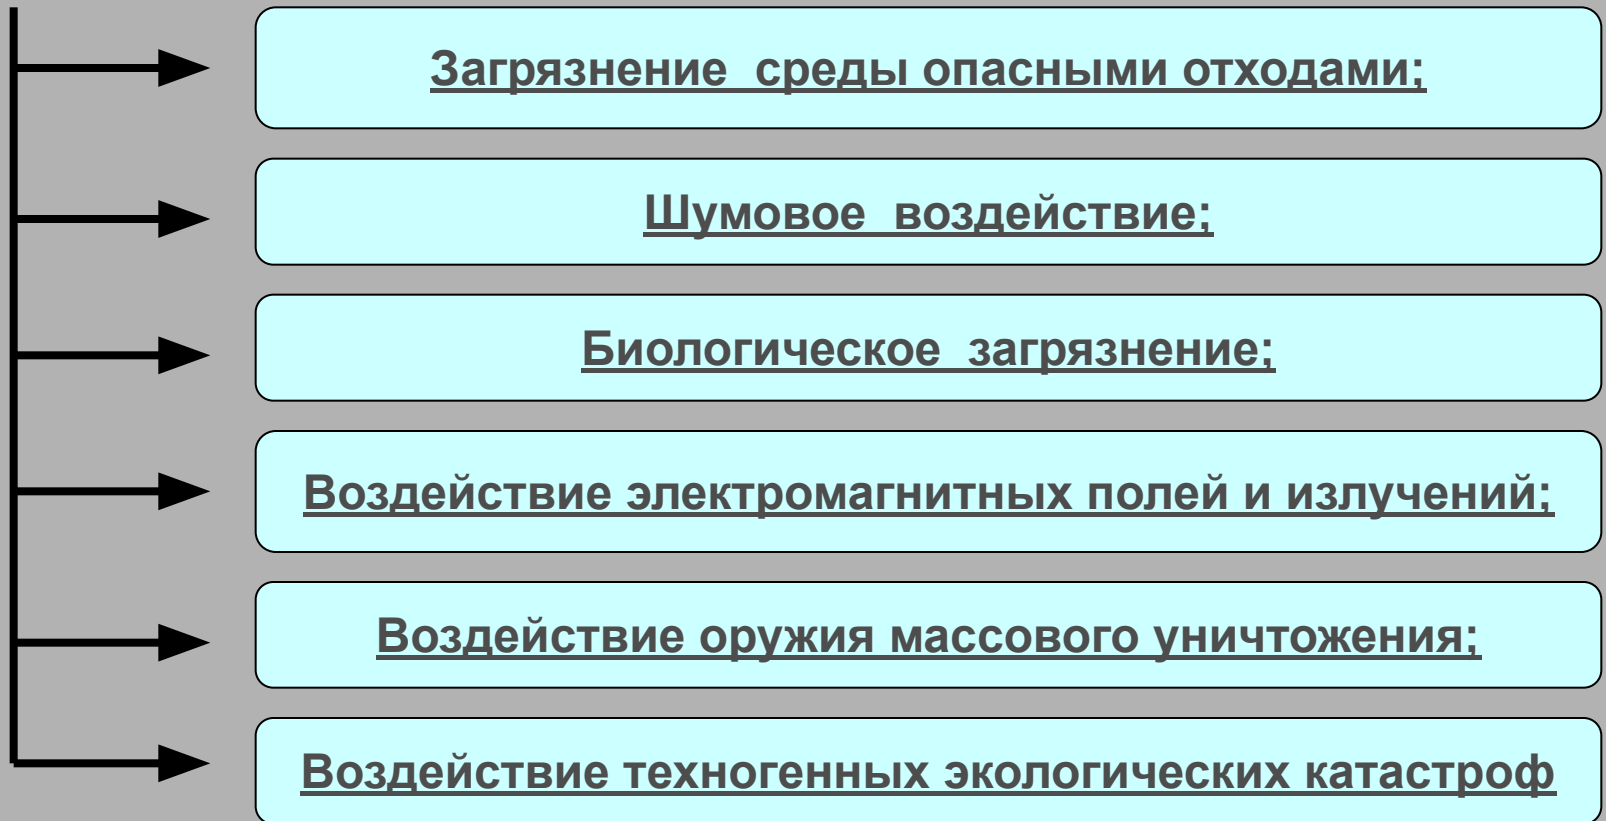 Загрязнение среды опасными отходами;
Шумовое воздействие;
Биологическое загрязнение;
Воздействие электромагнитных полей и излучений;
Воздействие оружия массового уничтожения;
Воздействие техногенных экологических катастроф